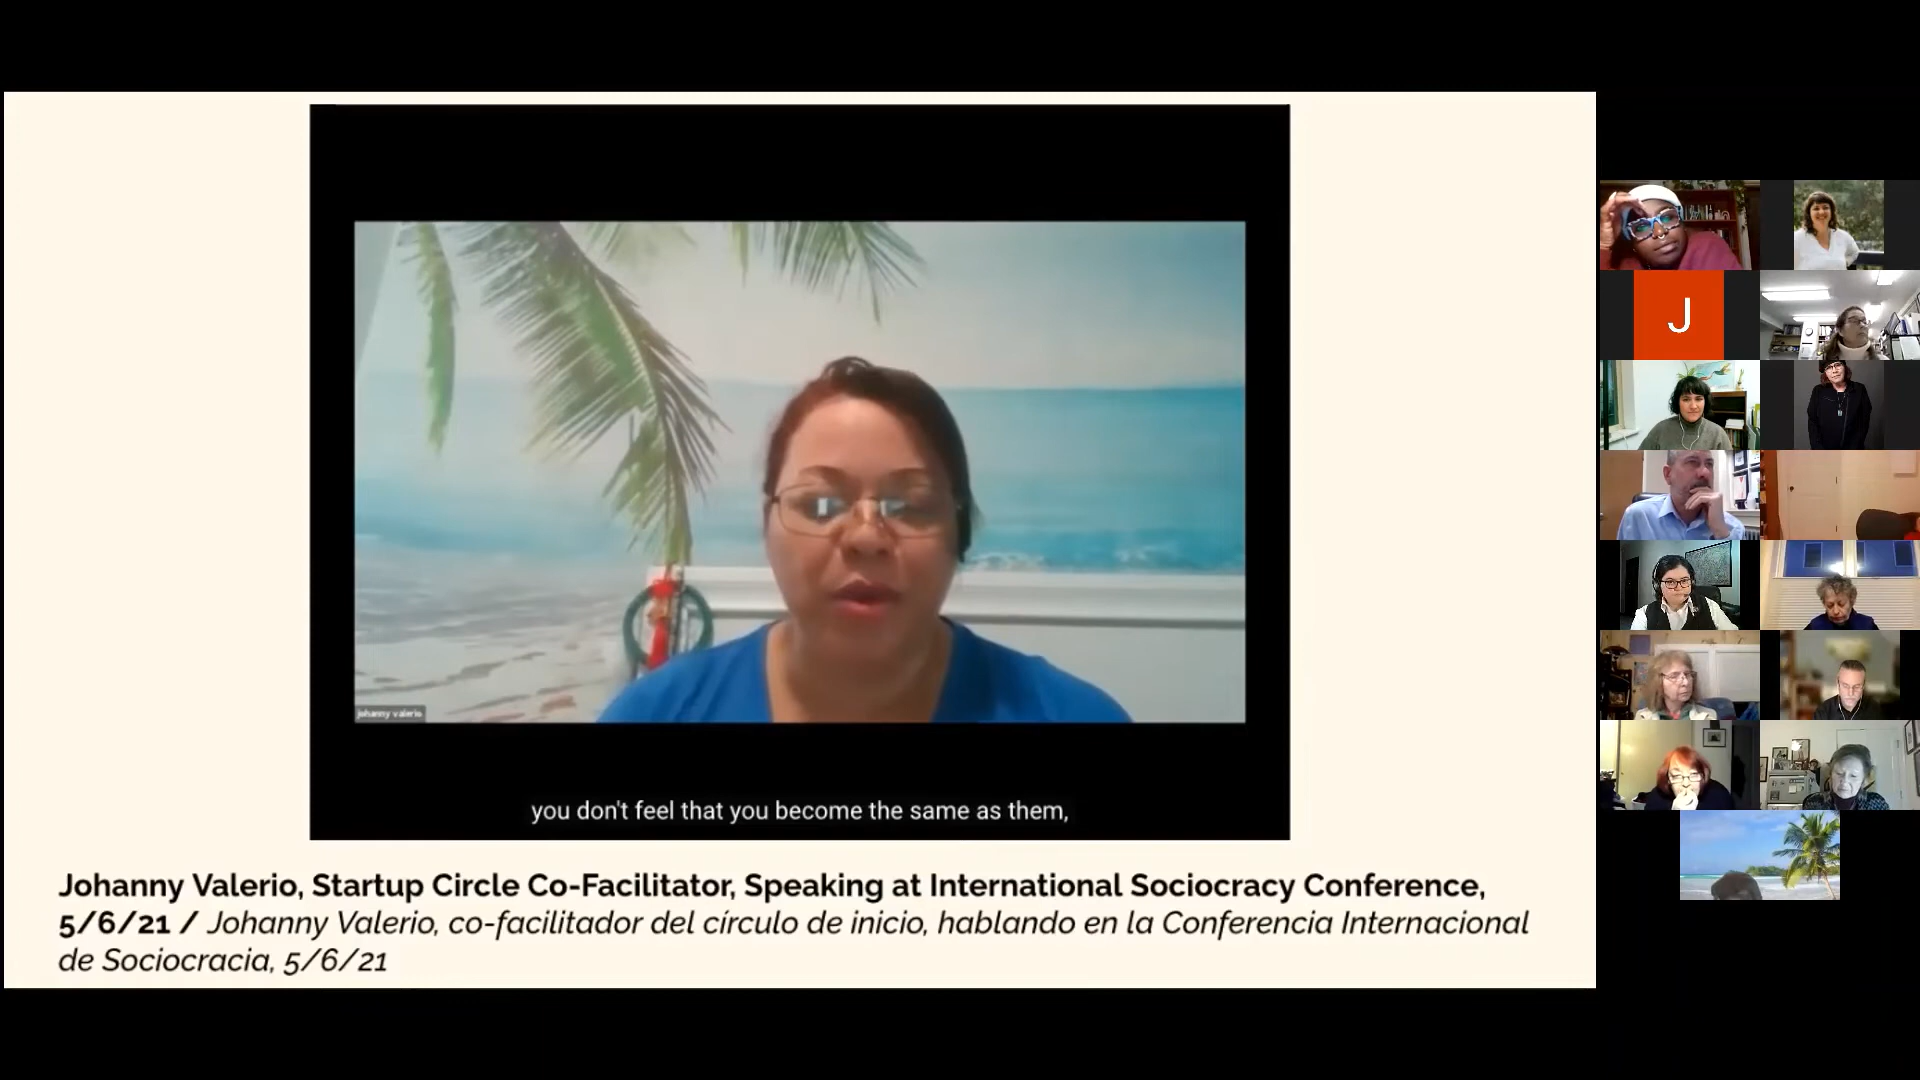 J
johanny valerio
you don't feel that you become the same as them,
Johanny Valerio, Startup Circle Co-Facilitator, Speaking at International Sociocracy Conference,
5/6/21 / Johanny Valerio, co-facilitador del círculo de inicio, hablando en la Conferencia Internacional
de Sociocracia, 5/6/21